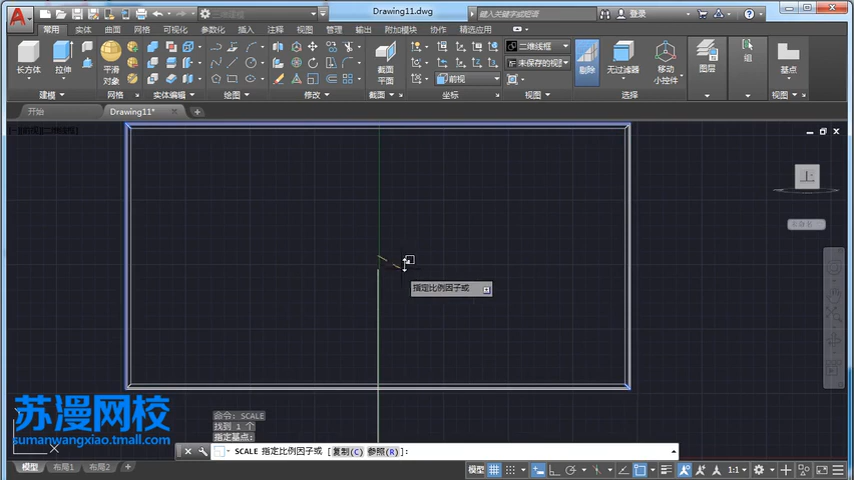 Drawing11.dwg
键入关键字或短语
登录
常用 实体 曲面 网格 可视化 参数化 插入 注释 视图 管理 输出 附加模块 协作 精选应用
二维线框
长方体 拉伸 平滑对象 截面平面 未保存的视图 剔除 无过滤器 移动小控件 图层 组 基点
前视
建模 网格 实体编辑 绘图 修改 截面 坐标 视图 选择 视图
开始 Drawing11*
上
指定比例因子或
苏漫网校
sumanwangxiao.tmall.com
命令: SCALE
找到 1 个
指定基点:
SCALE 指定比例因子或 [复制(C) 参照(R)]:
模型 布局1 布局2 + 模型 1:1